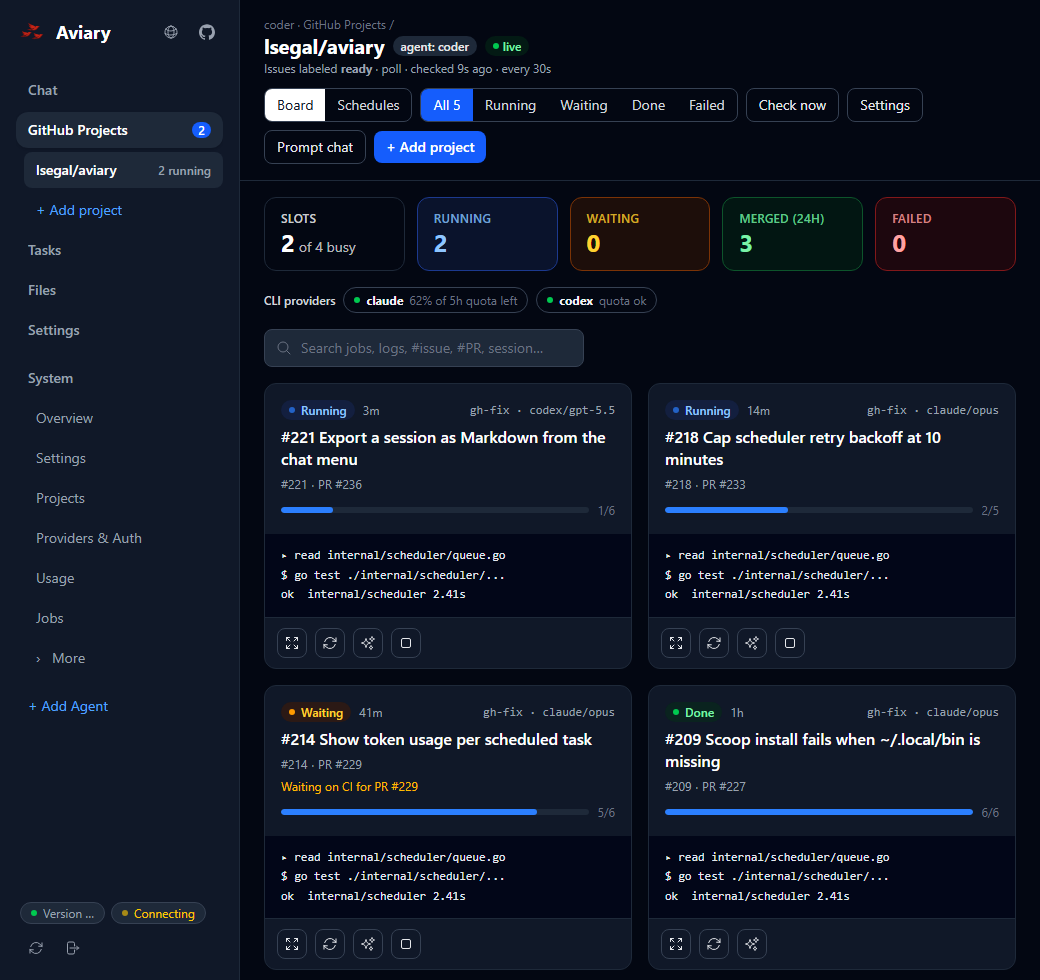 Aviary
Chat
GitHub Projects 2
lsegal/aviary 2 running
+ Add project
Tasks
Files
Settings
System
Overview
Settings
Projects
Providers & Auth
Usage
Jobs
› More
+ Add Agent
Version ... Connecting
coder · GitHub Projects /
lsegal/aviary agent: coder live
Issues labeled ready · poll · checked 9s ago · every 30s
Board Schedules All 5 Running Waiting Done Failed Check now Settings
Prompt chat + Add project
SLOTS RUNNING WAITING MERGED (24H) FAILED
2 of 4 busy 2 0 3 0
CLI providers claude 62% of 5h quota left codex quota ok
Search jobs, logs, #issue, #PR, session...
Running 3m gh-fix · codex/gpt-5.5
#221 Export a session as Markdown from the
chat menu
#221 · PR #236
1/6
▸ read internal/scheduler/queue.go
$ go test ./internal/scheduler/...
ok internal/scheduler 2.41s
Running 14m gh-fix · claude/opus
#218 Cap scheduler retry backoff at 10
minutes
#218 · PR #233
2/5
▸ read internal/scheduler/queue.go
$ go test ./internal/scheduler/...
ok internal/scheduler 2.41s
Waiting 41m gh-fix · claude/opus
#214 Show token usage per scheduled task
#214 · PR #229
Waiting on CI for PR #229
5/6
▸ read internal/scheduler/queue.go
$ go test ./internal/scheduler/...
ok internal/scheduler 2.41s
Done 1h gh-fix · claude/opus
#209 Scoop install fails when ~/.local/bin is
missing
#209 · PR #227
6/6
▸ read internal/scheduler/queue.go
$ go test ./internal/scheduler/...
ok internal/scheduler 2.41s